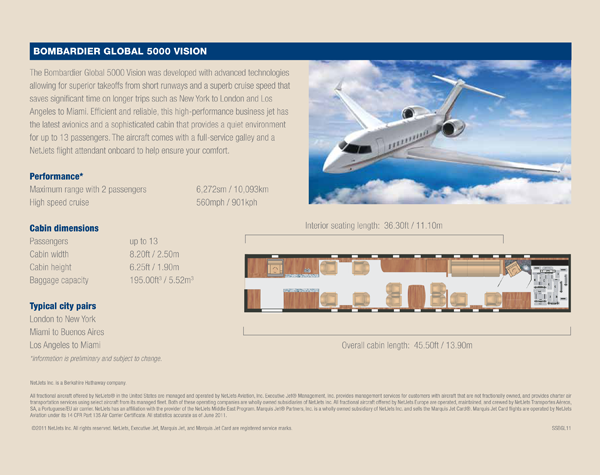 BOMBARDIER GLOBAL 5000 VISION
The Bombardier Global 5000 Vision was developed with advanced technologies
allowing for superior takeoffs from short runways and a superb cruise speed that
saves significant time on longer trips such as New York to London and Los
Angeles to Miami. Efficient and reliable, this high-performance business jet has
the latest avionics and a sophisticated cabin that provides a quiet environment
for up to 13 passengers. The aircraft comes with a full-service galley and a
NetJets flight attendant onboard to help ensure your comfort.
Performance*
Maximum range with 2 passengers 6,272sm / 10,093km
High speed cruise 560mph / 901kph
Cabin dimensions
Passengers up to 13
Cabin width 8.20ft / 2.50m
Cabin height 6.25ft / 1.90m
Baggage capacity 195.00ft³ / 5.52m³
Typical city pairs
London to New York
Miami to Buenos Aires
Los Angeles to Miami
*Information is preliminary and subject to change.
Interior seating length: 36.30ft / 11.10m
Overall cabin length: 45.50ft / 13.90m
NetJets Inc. is a Berkshire Hathaway company.
All fractional aircraft offered by NetJets® in the United States are managed and operated by NetJets Aviation, Inc. Executive Jet® Management, Inc. provides management services for customers with aircraft that are not fractionally owned, and provides charter air
transportation services using select aircraft from its managed fleet. Both of these operating companies are wholly owned subsidiaries of NetJets Inc. All fractional aircraft offered by NetJets Europe are operated, maintained, and crewed by NetJets Transportes Aéreos,
SA, a Portuguese/EU air carrier. NetJets has an affiliation with the provider of the NetJets Middle East Program. Marquis Jet® Partners, Inc. is a wholly owned subsidiary of NetJets Inc. and sells the Marquis Jet Card®. Marquis Jet Card flights are operated by NetJets
Aviation under its 14 CFR Part 135 Air Carrier Certificate. All statistics accurate as of June 2011.
©2011 NetJets Inc. All rights reserved. NetJets, Executive Jet, Marquis Jet, and Marquis Jet Card are registered service marks.